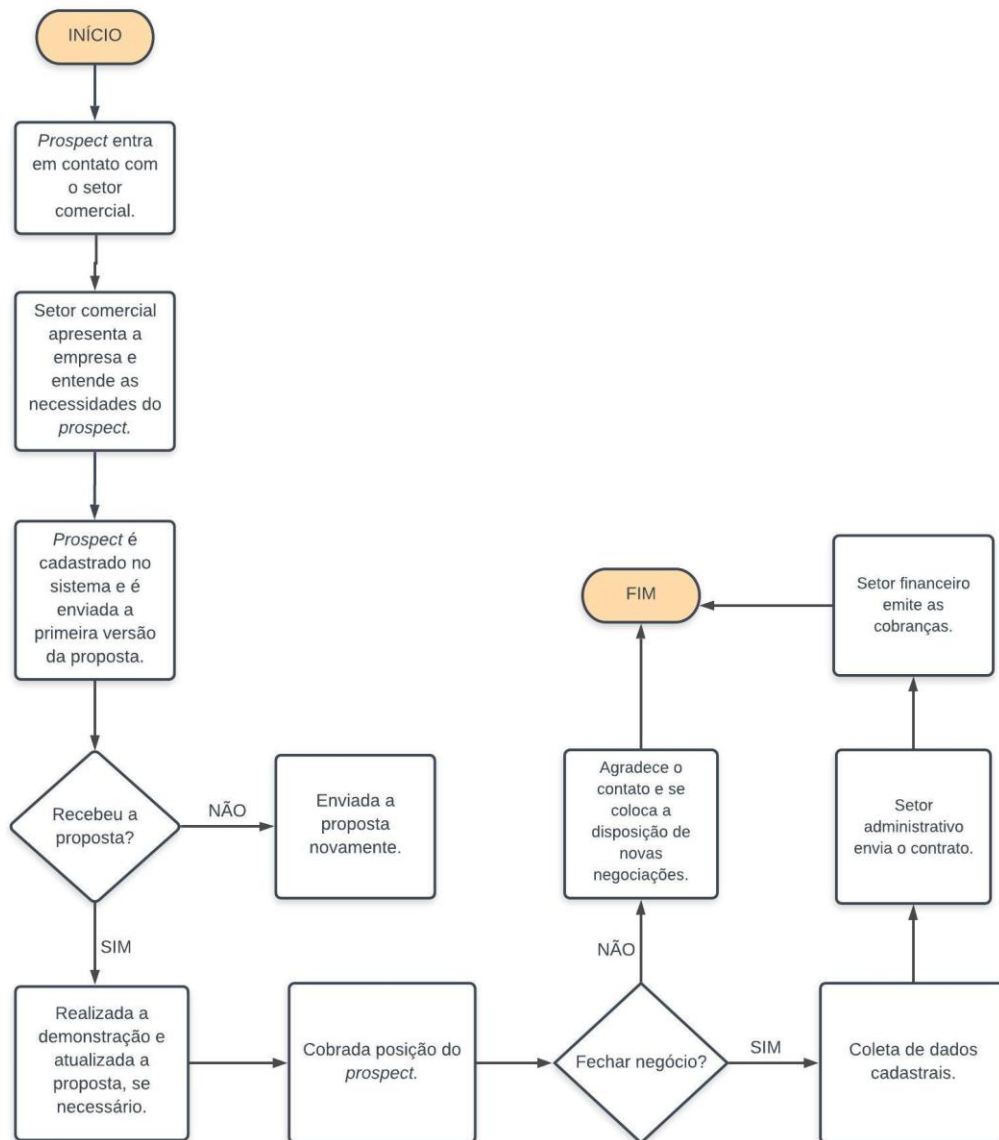 INÍCIO
Prospect entra
em contato com
o setor
comercial.
Setor comercial
apresenta a
empresa e
entende as
necessidades do
prospect.
Prospect é
cadastrado no
sistema e é
enviada a
primeira versão
da proposta.
Recebeu a
proposta?
NÃO
Enviada a
proposta
novamente.
SIM
Realizada a
demonstração e
atualizada a
proposta, se
necessário.
Cobrada posição do
prospect.
Fechar negócio?
NÃO
Agradece o
contato e se
coloca a
disposição de
novas
negociações.
SIM
Coleta de dados
cadastrais.
Setor
administrativo
envia o contrato.
Setor financeiro
emite as
cobranças.
FIM